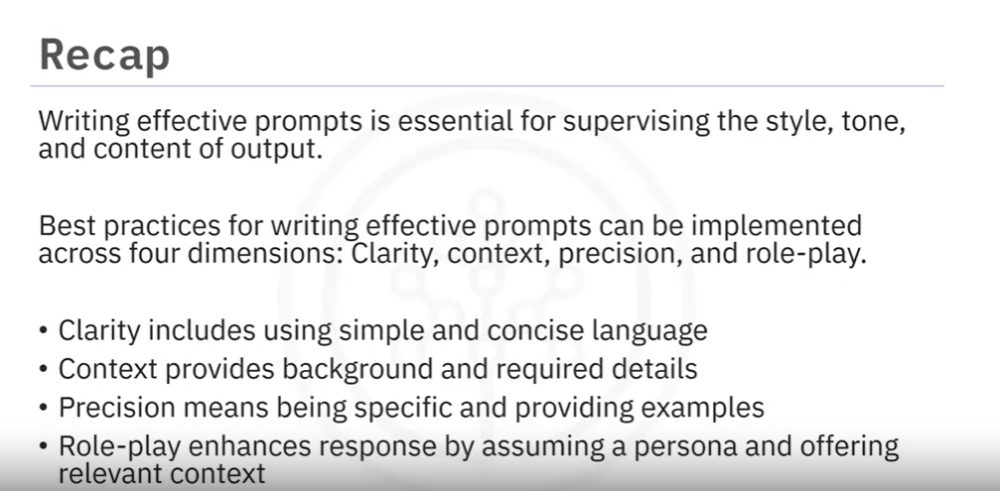 Recap
Writing effective prompts is essential for supervising the style, tone,
and content of output.
Best practices for writing effective prompts can be implemented
across four dimensions: Clarity, context, precision, and role-play.
• Clarity includes using simple and concise language
• Context provides background and required details
• Precision means being specific and providing examples
• Role-play enhances response by assuming a persona and offering
relevant context